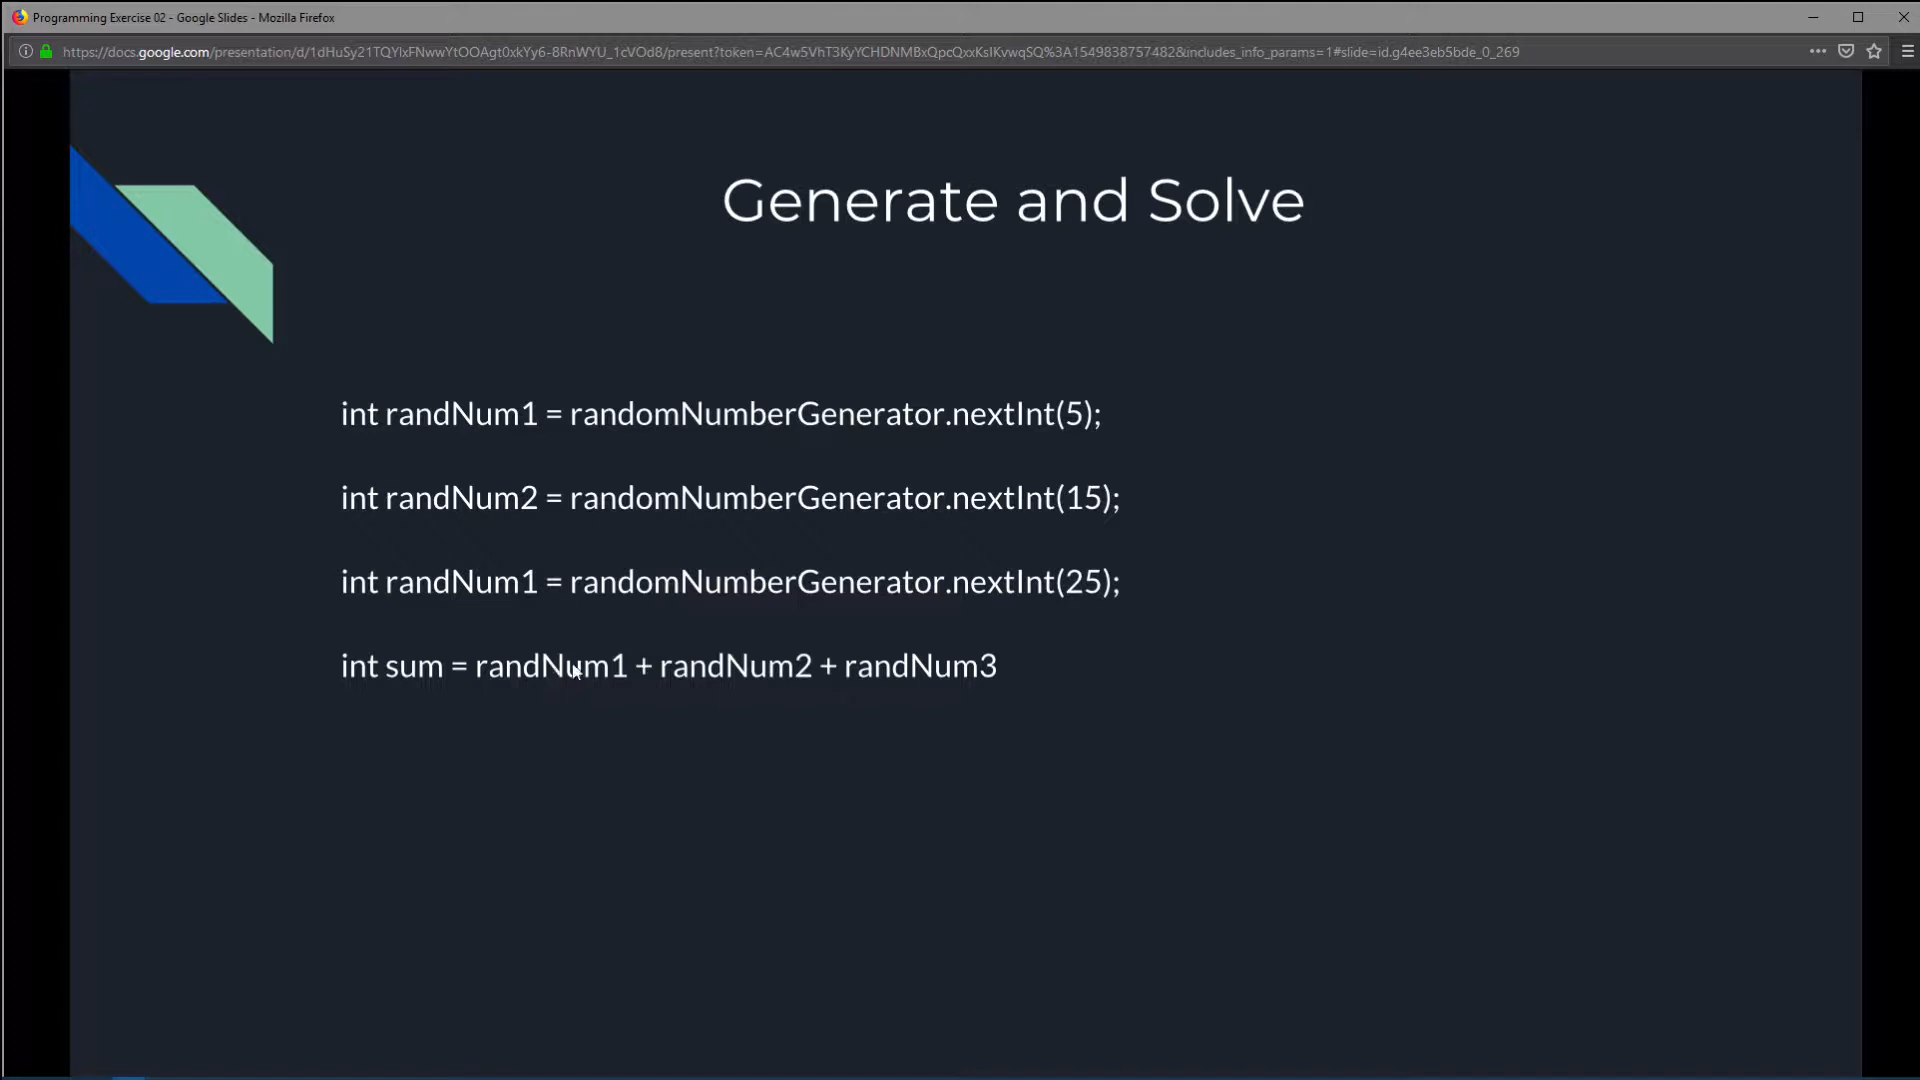 Programming Exercise 02 - Google Slides - Mozilla Firefox
https://docs.google.com/presentation/d/1dHuSy21TQYlxFNwwYtOOAgt0xkYy6-8RnWYU_1cVOd8/present?token=AC4w5VhT3KyYCHDNMBxQpcQxxKsIKvwqSQ%3A1549838757482&includes_info_params=1#slide=id.g4ee3eb5bde_0_269
Generate and Solve
int randNum1 = randomNumberGenerator.nextInt(5);
int randNum2 = randomNumberGenerator.nextInt(15);
int randNum1 = randomNumberGenerator.nextInt(25);
int sum = randNum1 + randNum2 + randNum3